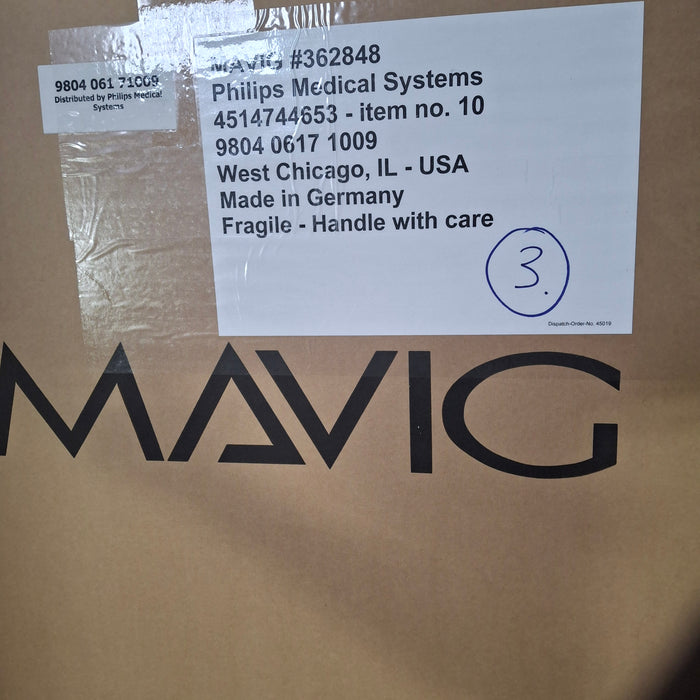 9804 061 71009
Distributed by Philips Medical
Systems
MAVIG #362848
Philips Medical Systems
4514744653 - item no. 10
9804 0617 1009
West Chicago, IL - USA
Made in Germany
Fragile - Handle with care
3.
Dispatch-Order-No. 45019
MAVIG